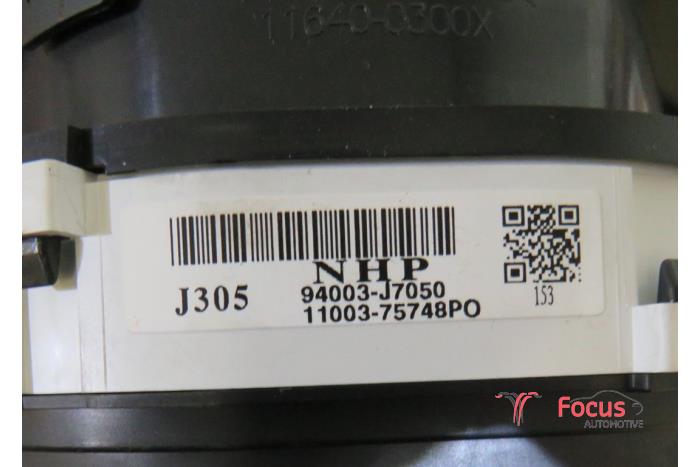 11640-0300X
NHP
J305
94003-J7050
11003-75748PO
153
Focus
AUTOMOTIVE